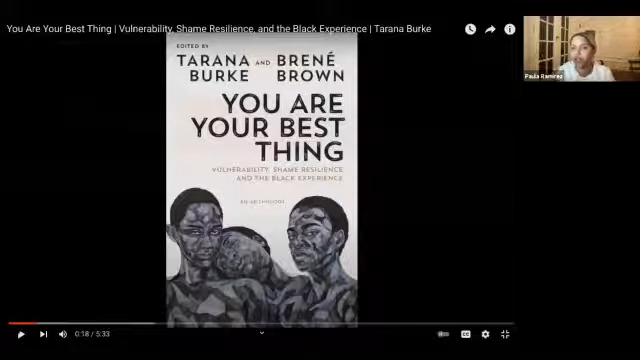 You Are Your Best Thing | Vulnerability, Shame Resilience, and the Black Experience | Tarana Burke
EDITED BY
TARANA AND BRENÉ
BURKE BROWN
YOU ARE
YOUR BEST
THING
VULNERABILITY, SHAME RESILIENCE
AND THE BLACK EXPERIENCE
AN ANTHOLOGY
Paula Ramirez
0:18 / 5:33